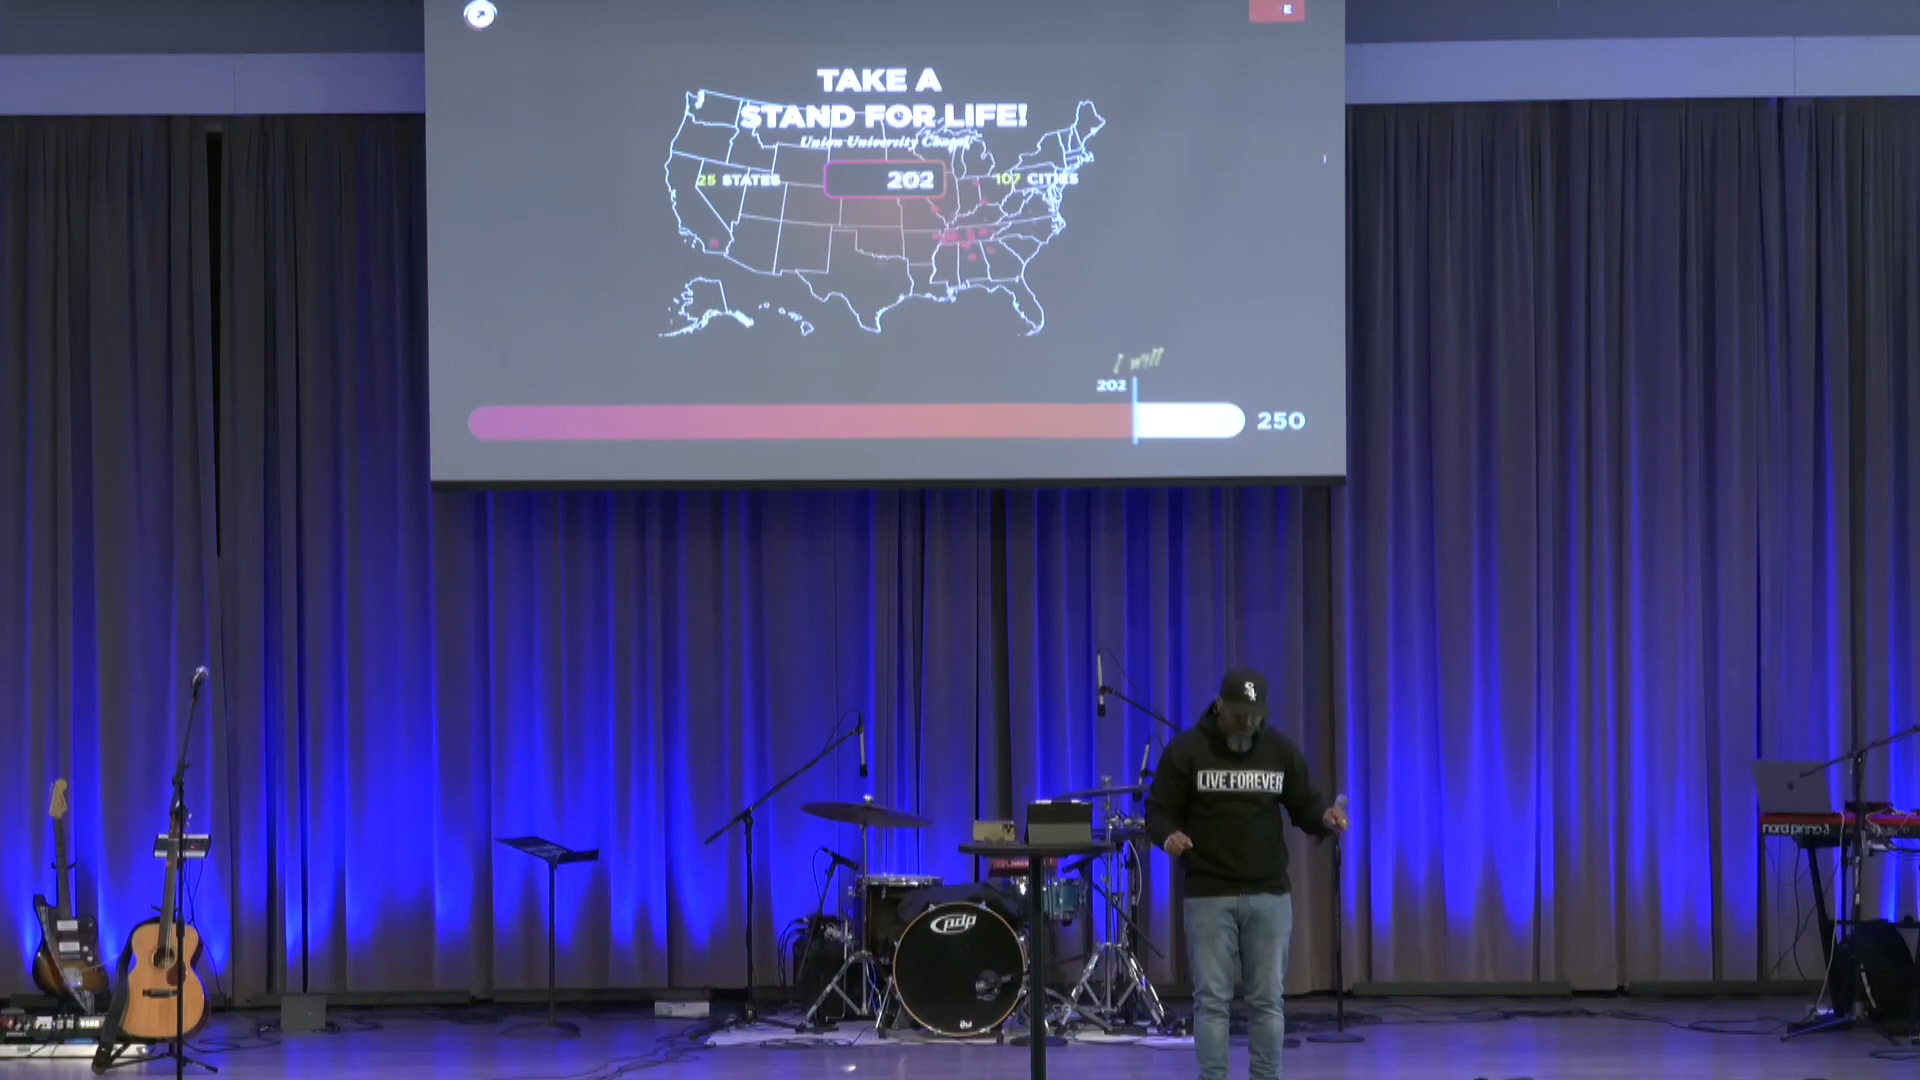 TAKE A
STAND FOR LIFE!
Union University Chapel
25 STATES
202
107 CITIES
I will
202
250
LIVE FOREVER
pdp
nord piano 3